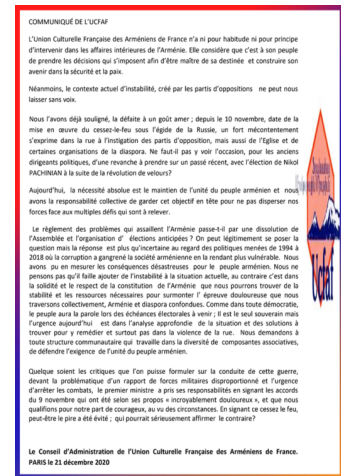 COMMUNIQUÉ DE L'UCFAF
L'Union Culturelle Française des Arméniens de France n'a ni pour habitude ni pour principe
d'intervenir dans les affaires intérieures de l'Arménie. Elle considère que c'est à son peuple
de prendre les décisions qui s'imposent afin d'être maître de sa destinée et construire son
avenir dans la sécurité et la paix.
Néanmoins, le contexte actuel d'instabilité, créé par les partis d'oppositions ne peut nous
laisser sans voix.
Nous l'avons déjà souligné, la défaite à un goût amer ; depuis le 10 novembre, date de la
mise en œuvre du cessez-le-feu sous l'égide de la Russie, un fort mécontentement
s'exprime dans la rue à l'instigation des partis d'opposition, mais aussi de l'Eglise et de
certaines organisations de la diaspora. Ne faut-il pas y voir l'occasion, pour les anciens
dirigeants politiques, d'une revanche à prendre sur un passé récent, avec l'élection de Nikol
PACHINIAN à la suite de la révolution de velours?
Aujourd'hui, la nécessité absolue est le maintien de l'unité du peuple arménien et nous
avons la responsabilité collective de garder cet objectif en tête pour ne pas disperser nos
forces face aux multiples défis qui sont à relever.
Le règlement des problèmes qui assaillent l'Arménie passe-t-il par une dissolution de
l'Assemblée et l'organisation d' élections anticipées ? On peut légitimement se poser la
question mais la réponse est plus qu'incertaine au regard des politiques menées de 1994 à
2018 où la corruption a gangrené la société arménienne en la rendant plus vulnérable. Nous
avons pu en mesurer les conséquences désastreuses pour le peuple arménien. Nous ne
pensons pas qu'il faille ajouter de l'instabilité à la situation actuelle, au contraire c'est dans
la solidité et le respect de la constitution de l'Arménie que nous pourrons trouver de la
stabilité et les ressources nécessaires pour surmonter l' épreuve douloureuse que nous
traversons collectivement, Arménie et diaspora confondues. Comme dans toute démocratie,
le peuple aura la parole lors des échéances électorales à venir ; Il est le seul souverain mais
l'urgence aujourd'hui est dans l'analyse approfondie de la situation et des solutions à
trouver pour y remédier et surtout pas dans la violence de la rue. Nous demandons à
toute structure communautaire qui travaille dans la diversité de composantes associatives,
de défendre l'exigence de l'unité du peuple arménien.
Quelque soient les critiques que l'on puisse formuler sur la conduite de cette guerre,
devant la problématique d'un rapport de forces militaires disproportionné et l'urgence
d'arrêter les combats, le premier ministre a pris ses responsabilités en signant les accords
du 9 novembre qui ont été selon ses propos « incroyablement douloureux », et que nous
qualifions pour notre part de courageux, au vu des circonstances. En signant ce cessez le feu,
peut-être le pire a été évité ; qui pourrait sérieusement affirmer le contraire?
Le Conseil d'Administration de l'Union Culturelle Française des Arméniens de France.
PARIS le 21 décembre 2020
Ucfaf